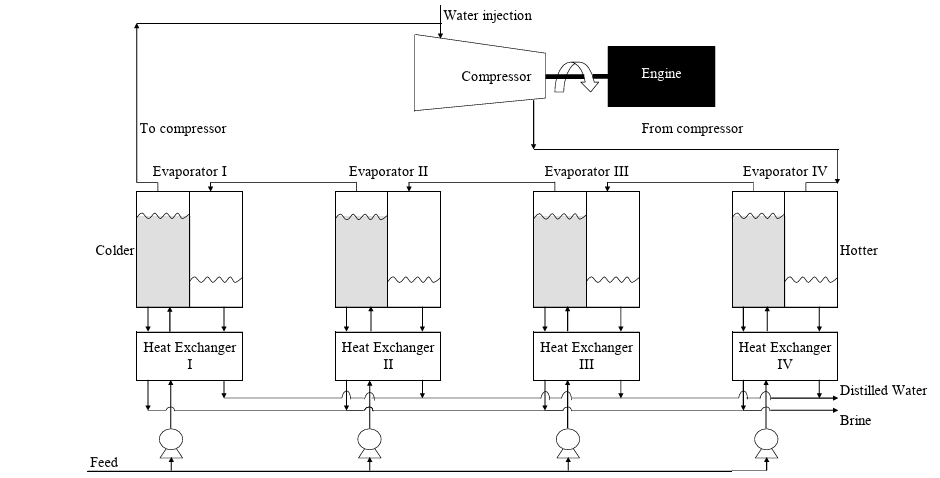 Water injection
Compressor
Engine
To compressor
From compressor
Evaporator I
Evaporator II
Evaporator III
Evaporator IV
Colder
Hotter
Heat Exchanger
I
Heat Exchanger
II
Heat Exchanger
III
Heat Exchanger
IV
Distilled Water
Brine
Feed